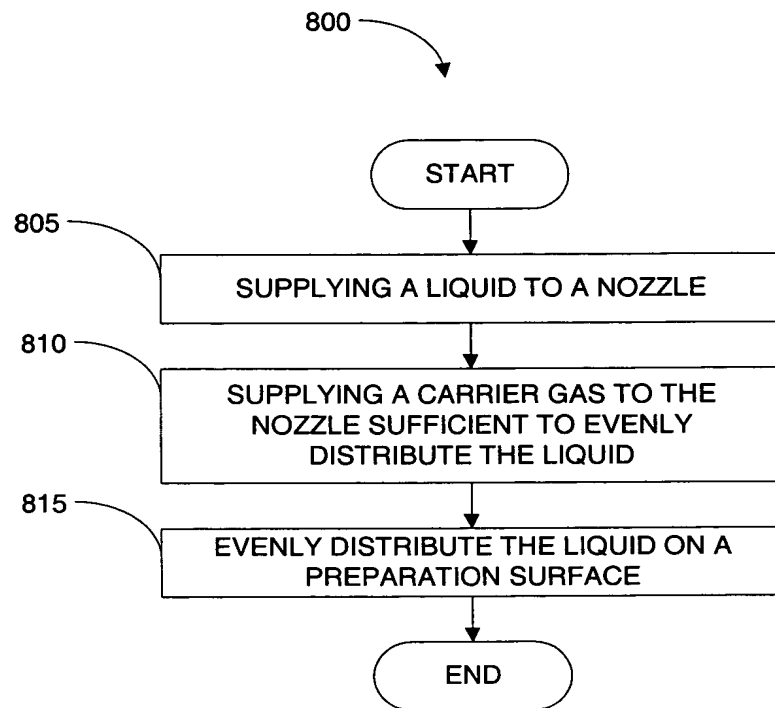 800
START
805
SUPPLYING A LIQUID TO A NOZZLE
810
SUPPLYING A CARRIER GAS TO THE
NOZZLE SUFFICIENT TO EVENLY
DISTRIBUTE THE LIQUID
815
EVENLY DISTRIBUTE THE LIQUID ON A
PREPARATION SURFACE
END